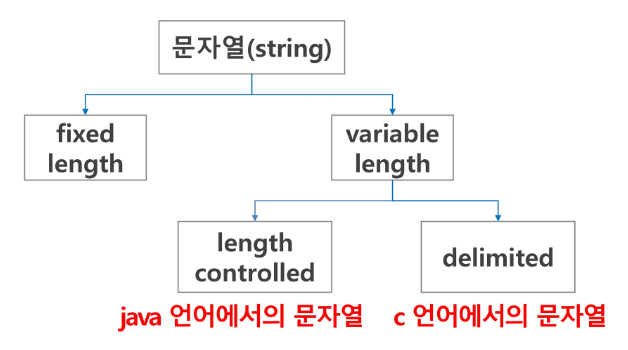 문자열(string)
fixed
length
variable
length
length
controlled
delimited
java 언어에서의 문자열
c 언어에서의 문자열